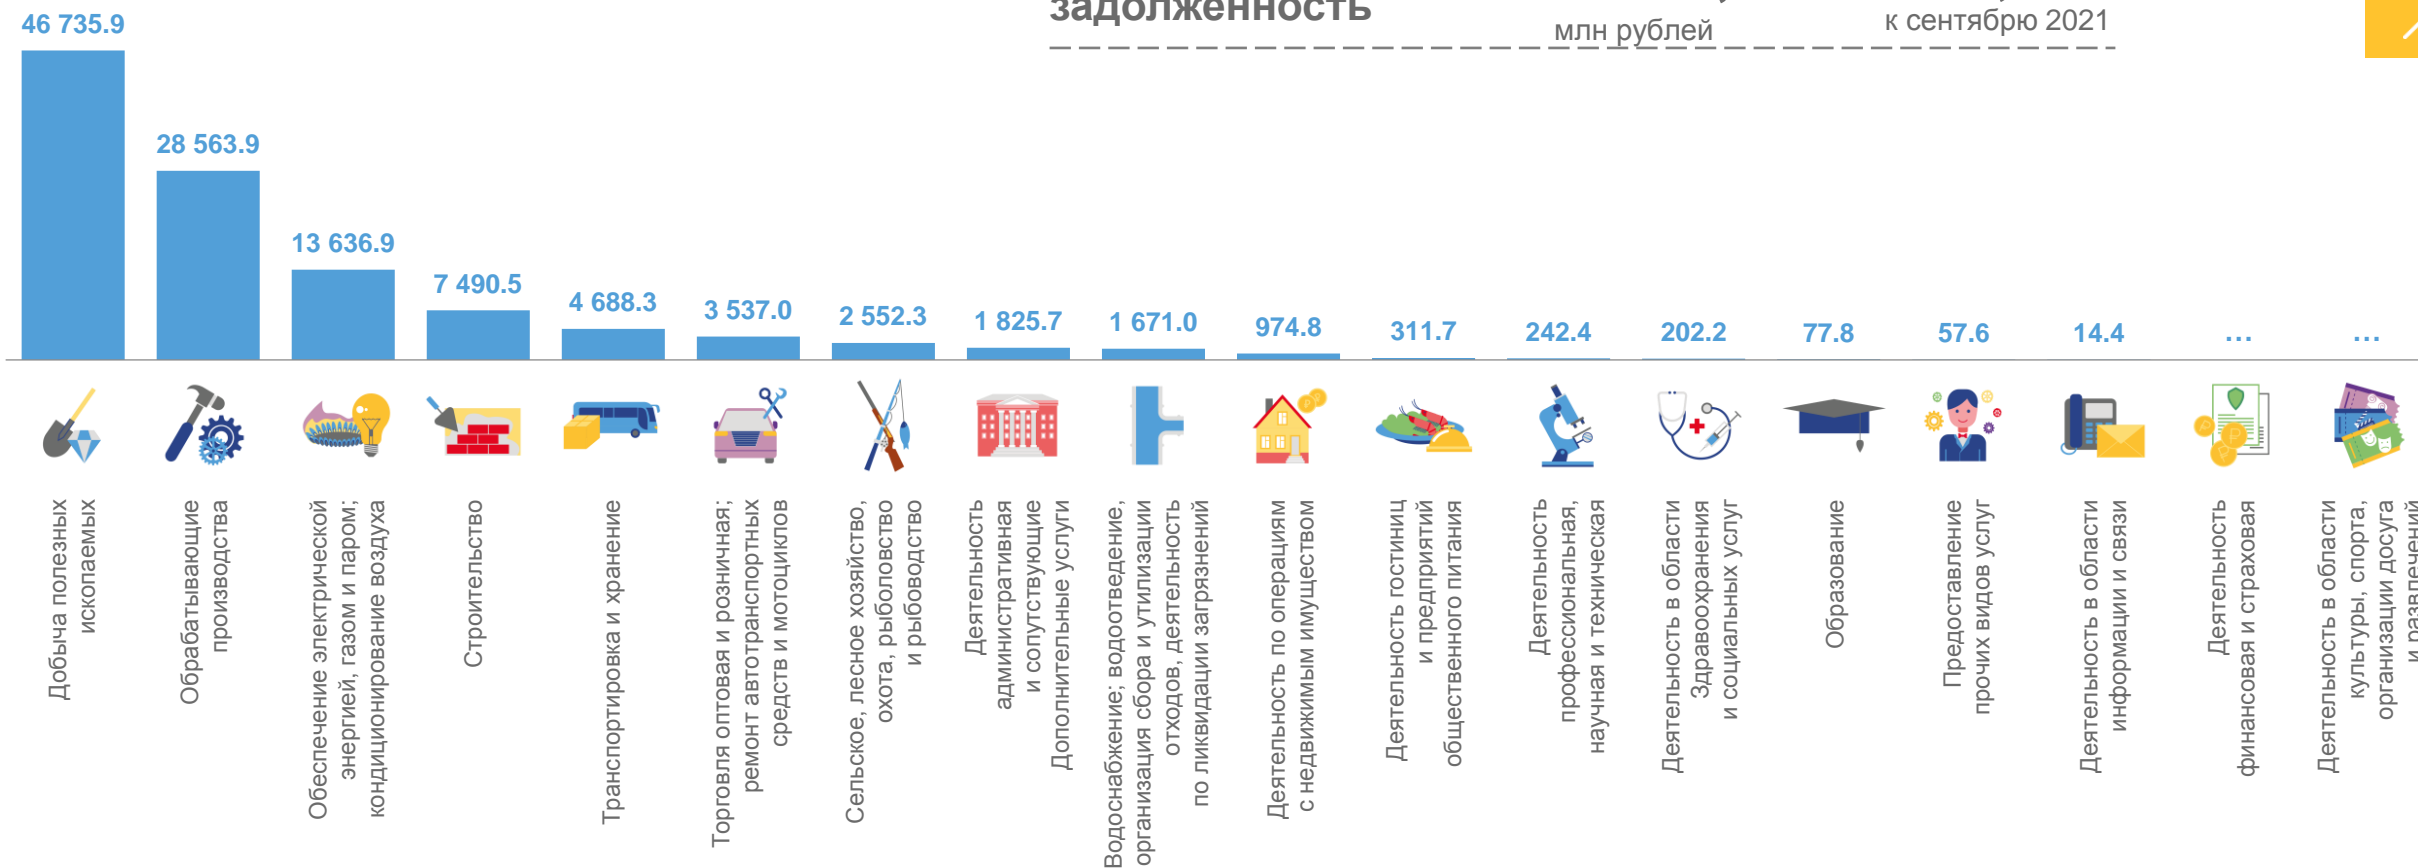 задолженность
млн рублей
к сентябрю 2021
46 735.9
28 563.9
13 636.9
7 490.5
4 688.3
3 537.0
2 552.3
1 825.7
1 671.0
974.8
311.7
242.4
202.2
77.8
57.6
14.4
...
...
Добыча полезных
ископаемых
Обрабатывающие
производства
Обеспечение электрической
энергией, газом и паром;
кондиционирование воздуха
Строительство
Транспортировка и хранение
Торговля оптовая и розничная;
ремонт автотранспортных
средств и мотоциклов
Сельское, лесное хозяйство,
охота, рыболовство
и рыбоводство
Деятельность
административная
и сопутствующие
Дополнительные услуги
Водоснабжение; водоотведение,
организация сбора и утилизации
отходов, деятельность
по ликвидации загрязнений
Деятельность по операциям
с недвижимым имуществом
Деятельность гостиниц
и предприятий
общественного питания
Деятельность
профессиональная,
научная и техническая
Деятельность в области
Здравоохранения
и социальных услуг
Образование
Предоставление
прочих видов услуг
Деятельность в области
информации и связи
Деятельность
финансовая и страховая
Деятельность в области
культуры, спорта,
организации досуга
и развлечений